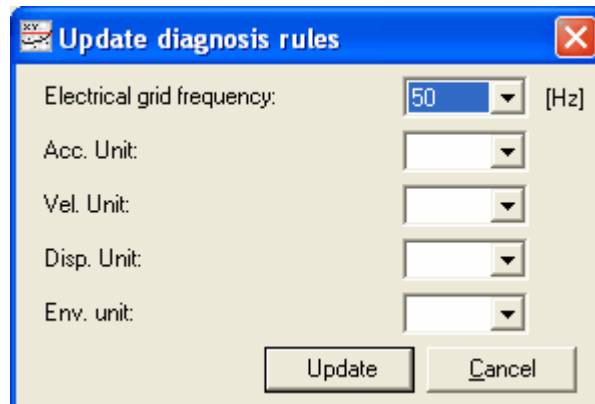 Update diagnosis rules
Electrical grid frequency: 50 [Hz]
Acc. Unit:
Vel. Unit:
Disp. Unit:
Env. unit:
Update Cancel